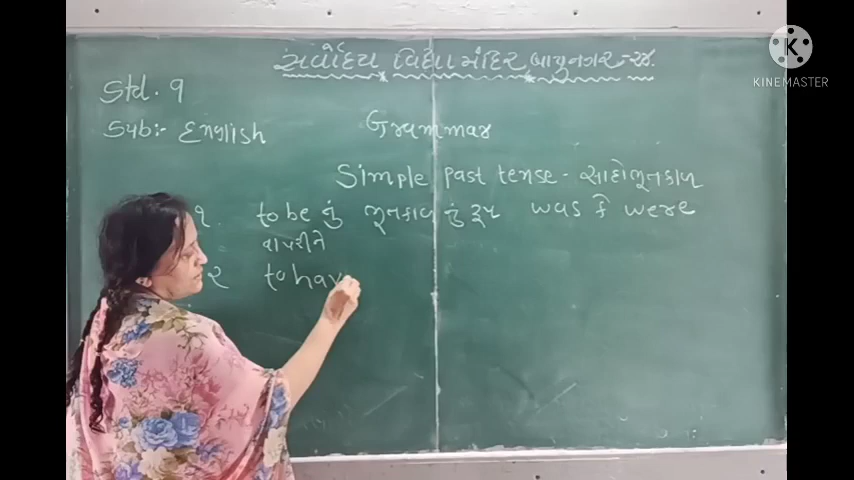 સર્વોદય વિદ્યામંદિર બાપુનગર-૨૪.
Std. 9
Sub:- English
Grammar
Simple past tense - સાદોભૂતકાળ
૧. to be નું ભૂતકાળ નું રૂપ was કે were
વાપરીને
૨ to hav
K
KINEMASTER